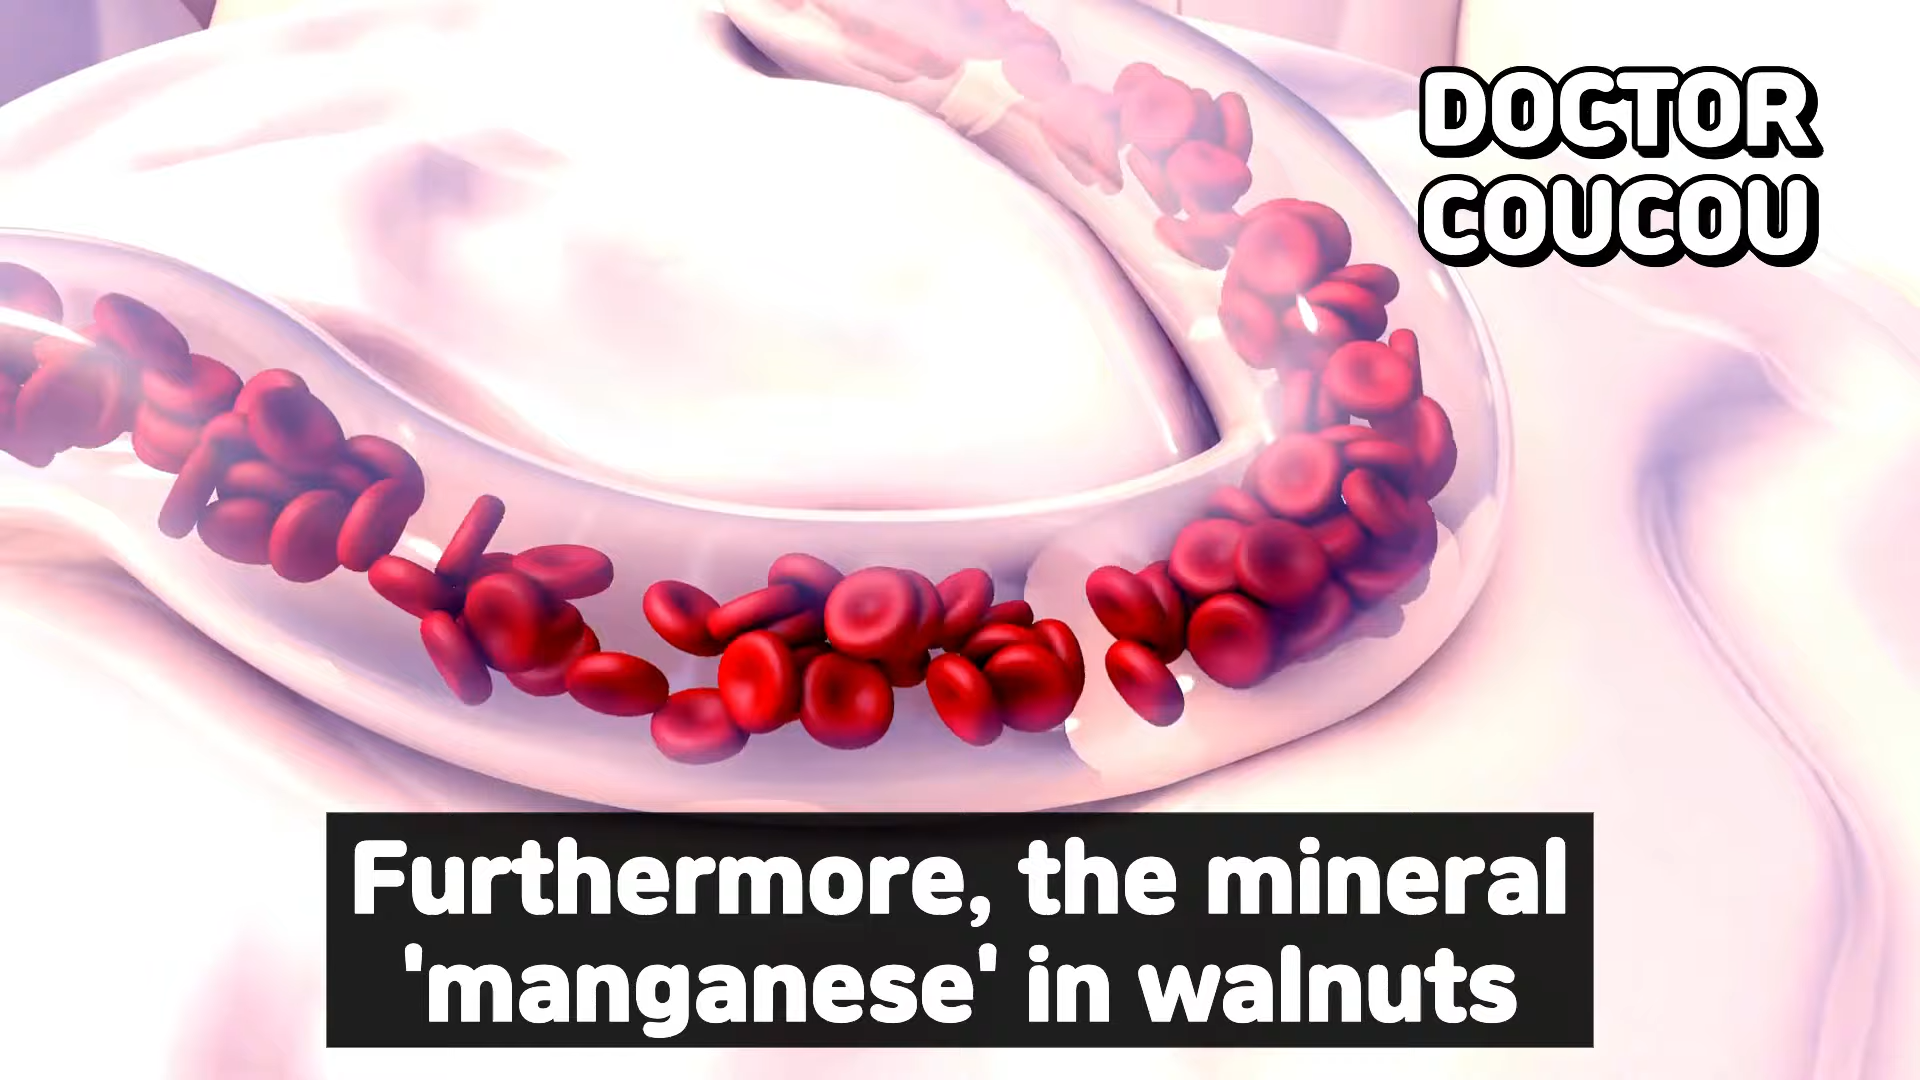 DOCTOR
COUCOU
Furthermore, the mineral
'manganese' in walnuts